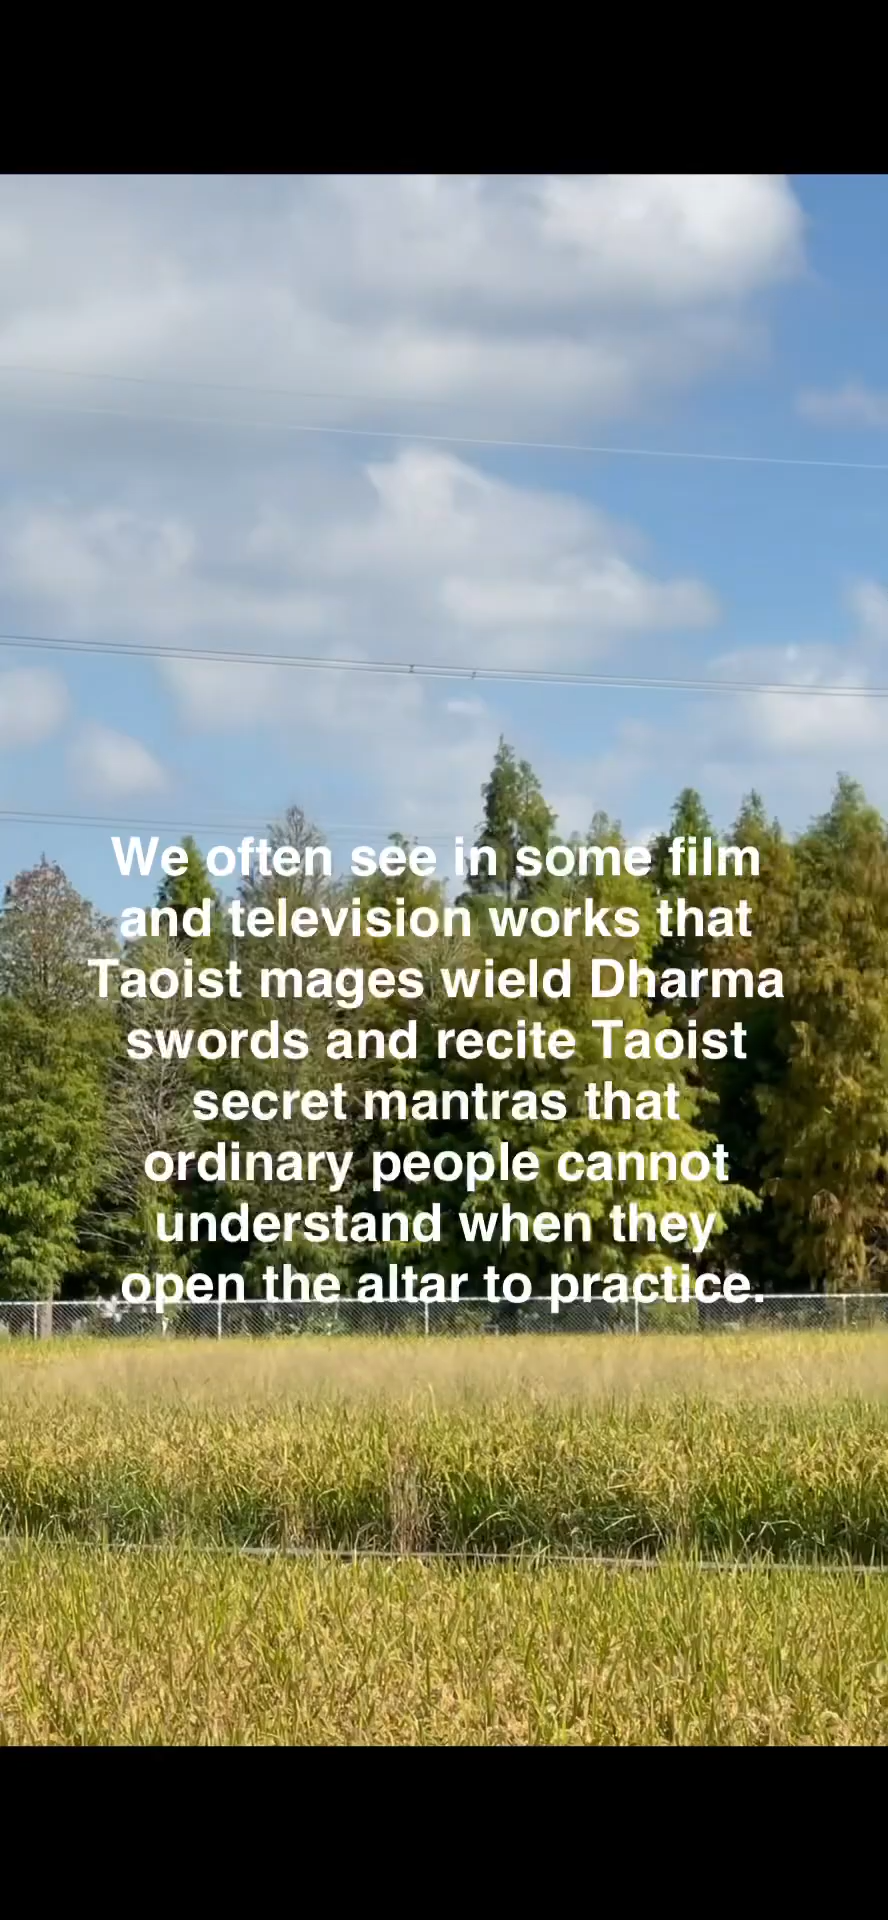 We often see in some film
and television works that
Taoist mages wield Dharma
swords and recite Taoist
secret mantras that
ordinary people cannot
understand when they
open the altar to practice.